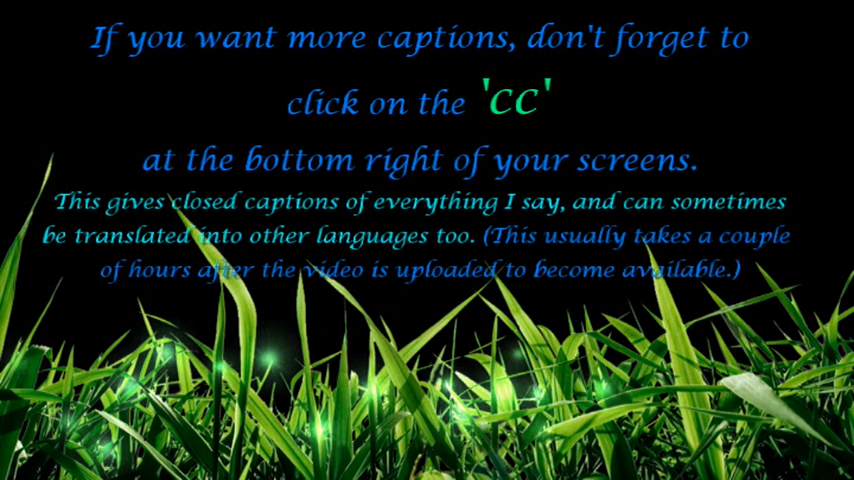 If you want more captions, don't forget to
click on the 'cc'
at the bottom right of your screens.
This gives closed captions of everything I say, and can sometimes
be translated into other languages too. (This usually takes a couple
of hours after the video is uploaded to become available.)